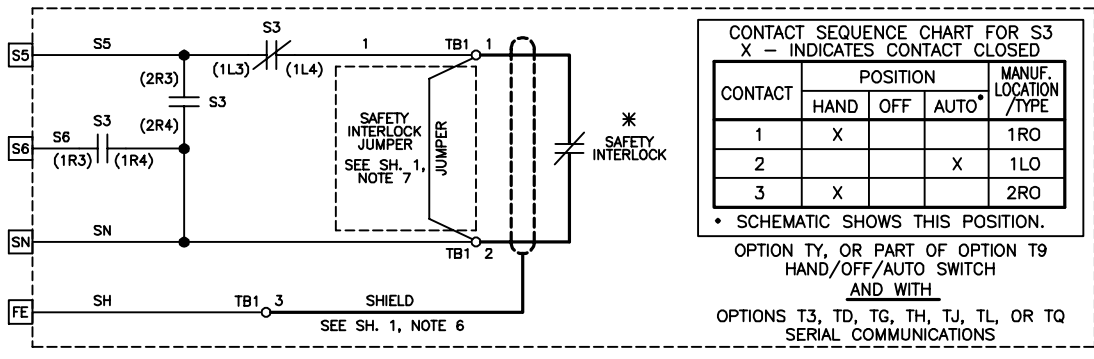 S5
S5
S3
(1L3) (1L4)
1
TB1 1
(2R3)
S3
(2R4)
S6
S6
S3
(1R3) (1R4)
SAFETY
INTERLOCK
JUMPER
SEE SH. 1,
NOTE 7
JUMPER
*
SAFETY
INTERLOCK
SN
SN
TB1 2
FE
SH
TB1 3
SHIELD
SEE SH. 1, NOTE 6
CONTACT SEQUENCE CHART FOR S3
X – INDICATES CONTACT CLOSED
CONTACT POSITION MANUF. LOCATION /TYPE
HAND OFF AUTO•
1 X 1RO
2 X 1LO
3 X 2RO
• SCHEMATIC SHOWS THIS POSITION.
OPTION TY, OR PART OF OPTION T9
HAND/OFF/AUTO SWITCH
AND WITH
OPTIONS T3, TD, TG, TH, TJ, TL, OR TQ
SERIAL COMMUNICATIONS